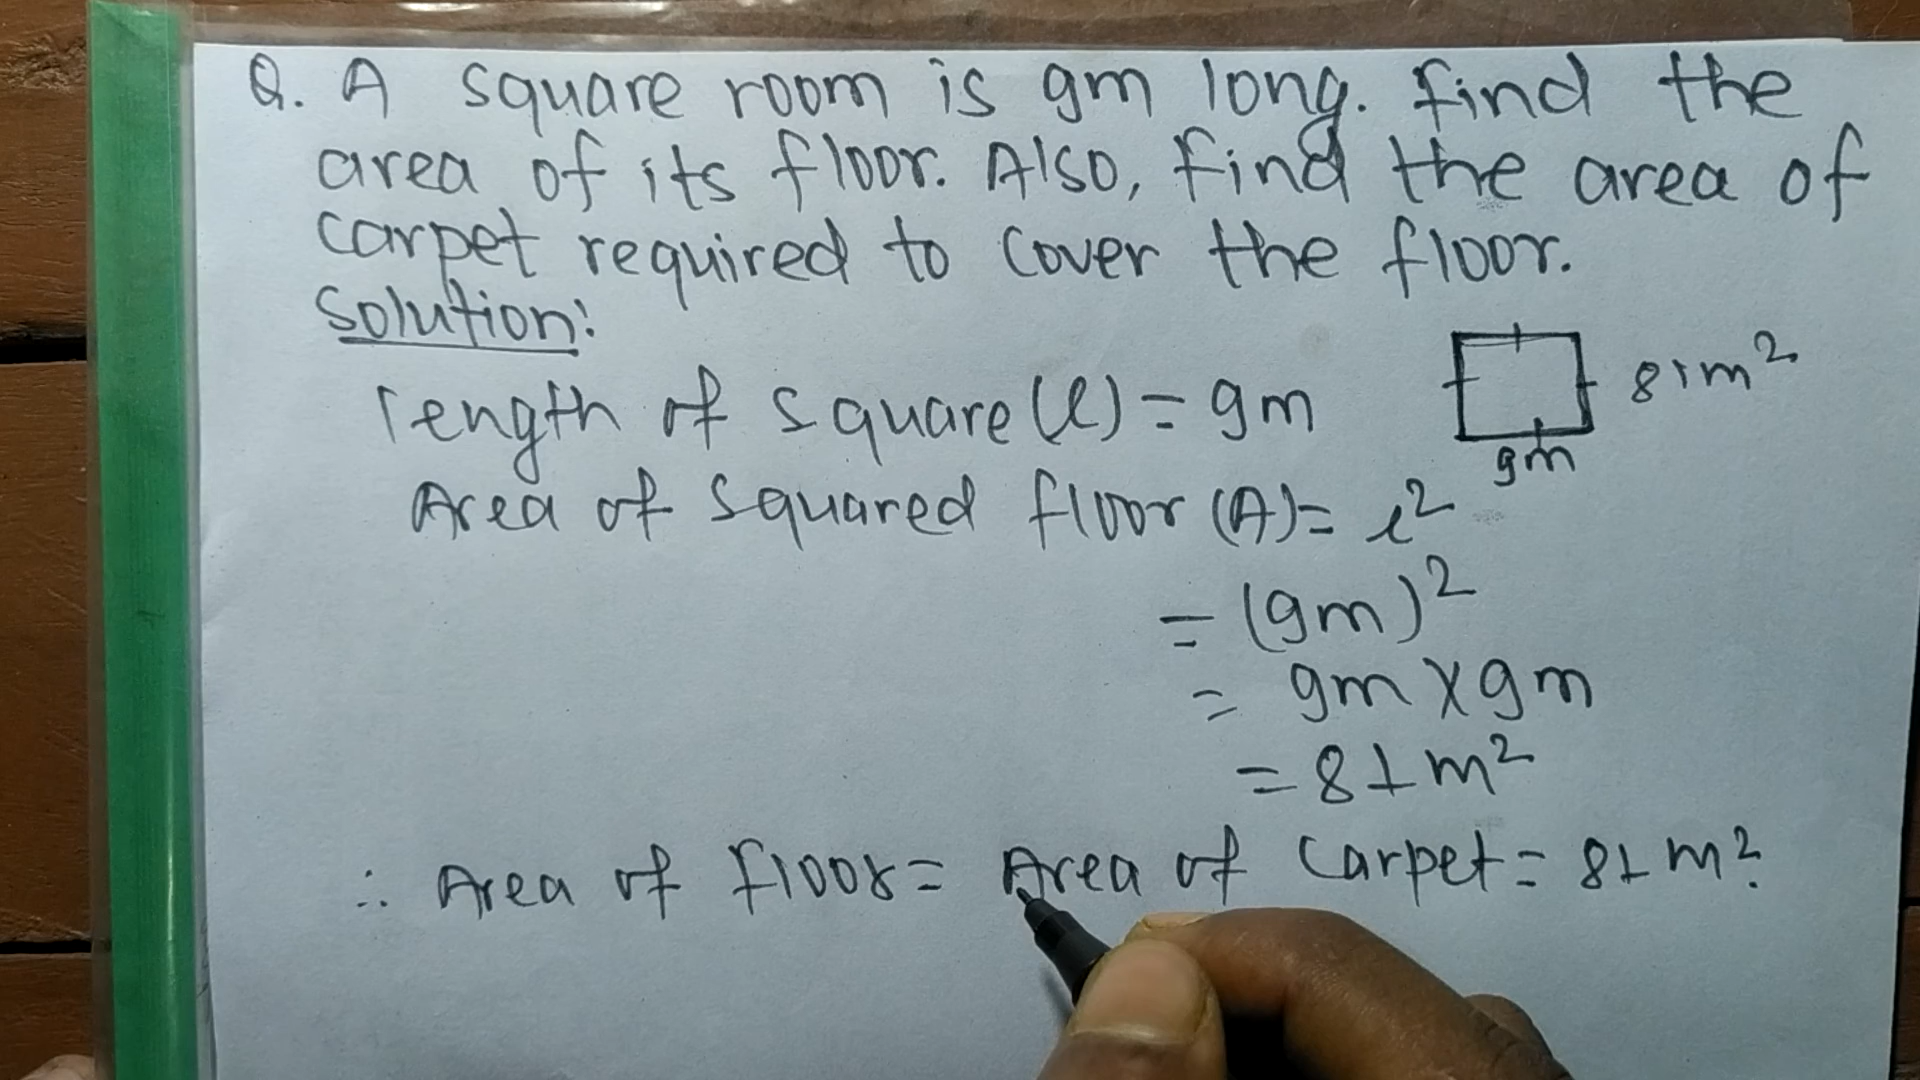 Q. A square room is 9m long. Find the
area of its floor. Also, find the area of
carpet required to cover the floor.
Solution:
length of square (l) = 9m
81m²
9m
Area of squared floor (A) = l²
= (9m)²
= 9m x 9m
= 81m²
∴ Area of floor = Area of carpet = 81m².